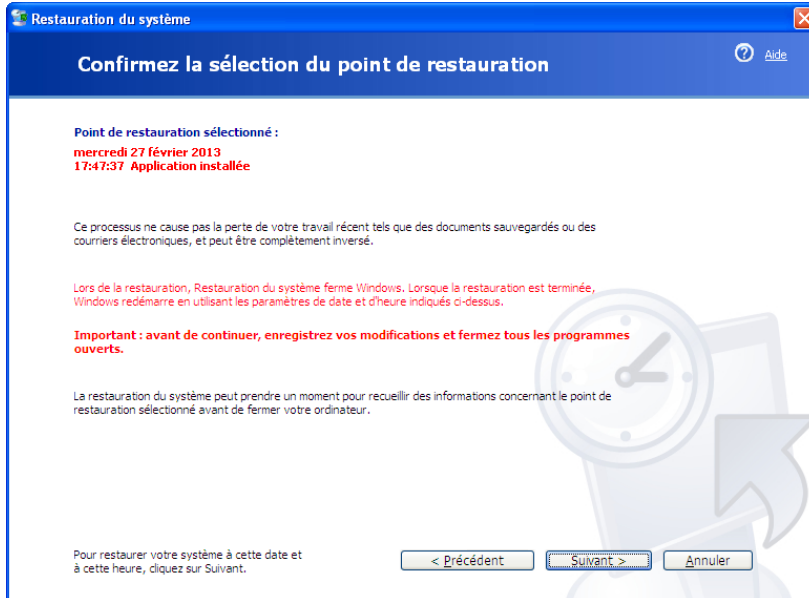 Restauration du système
Confirmez la sélection du point de restauration
Aide
Point de restauration sélectionné :
mercredi 27 février 2013
17:47:37 Application installée
Ce processus ne cause pas la perte de votre travail récent tels que des documents sauvegardés ou des
courriers électroniques, et peut être complètement inversé.
Lors de la restauration, Restauration du système ferme Windows. Lorsque la restauration est terminée,
Windows redémarre en utilisant les paramètres de date et d'heure indiqués ci-dessus.
Important : avant de continuer, enregistrez vos modifications et fermez tous les programmes
ouverts.
La restauration du système peut prendre un moment pour recueillir des informations concernant le point de
restauration sélectionné avant de fermer votre ordinateur.
Pour restaurer votre système à cette date et
à cette heure, cliquez sur Suivant.
< Précédent
Suivant >
Annuler